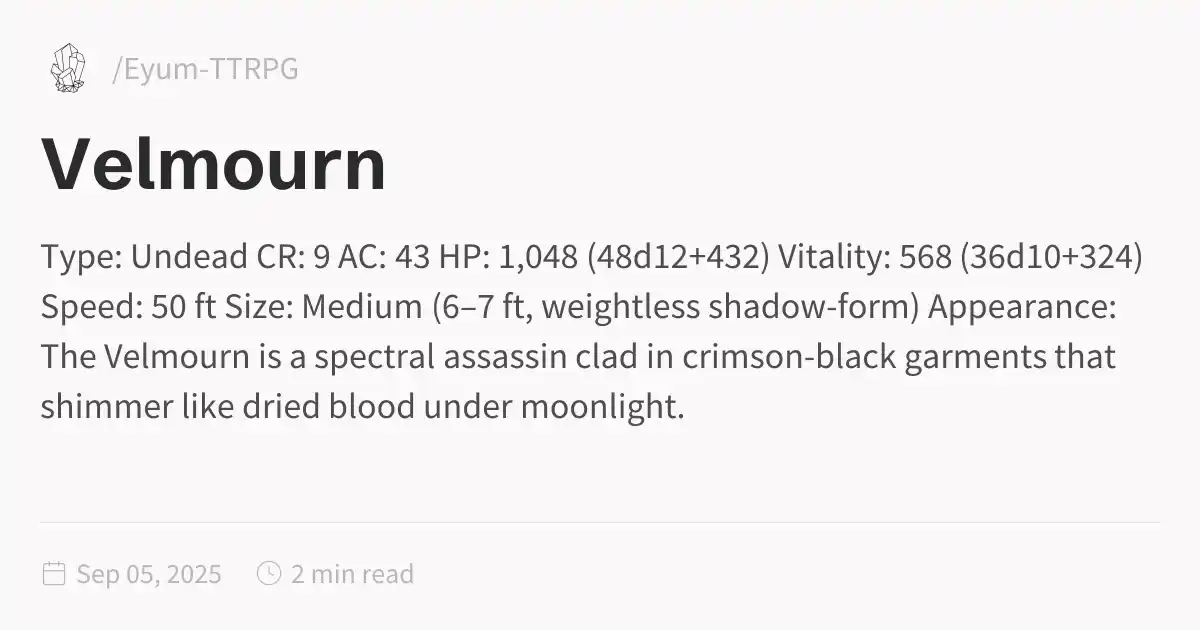 /Eyum-TTRPG
Velmourn
Type: Undead CR: 9 AC: 43 HP: 1,048 (48d12+432) Vitality: 568 (36d10+324)
Speed: 50 ft Size: Medium (6–7 ft, weightless shadow-form) Appearance:
The Velmourn is a spectral assassin clad in crimson-black garments that
shimmer like dried blood under moonlight.
Sep 05, 2025 2 min read